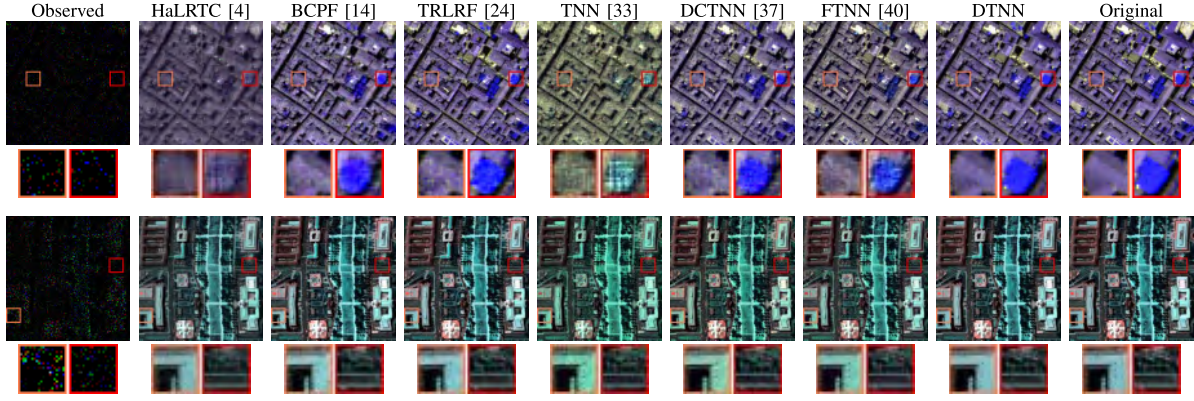 Observed HaLRTC [4] BCPF [14] TRLRF [24] TNN [33] DCTNN [37] FTNN [40] DTNN Original